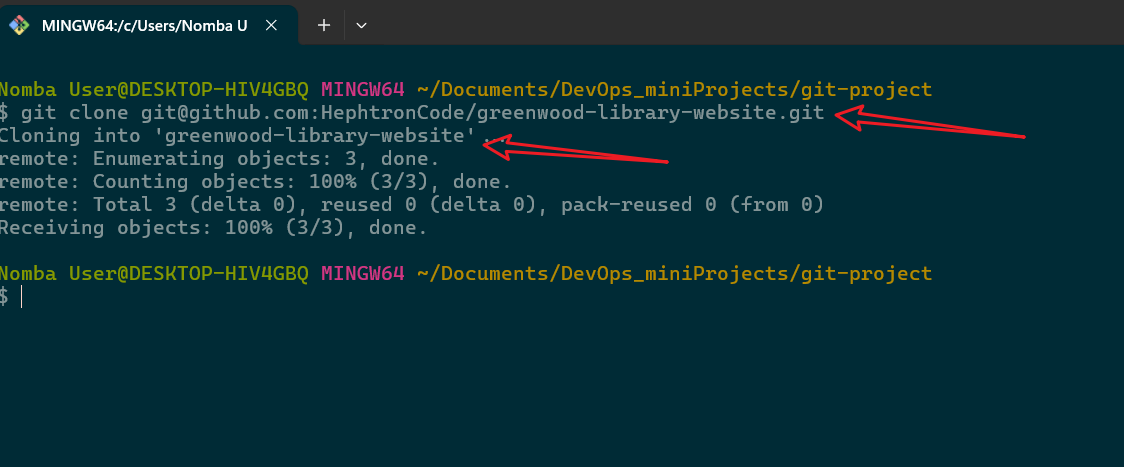 MINGW64:/c/Users/Nomba U
Nomba User@DESKTOP-HIV4GBQ MINGW64 ~/Documents/DevOps_miniProjects/git-project
$ git clone git@github.com:HephtronCode/greenwood-library-website.git
Cloning into 'greenwood-library-website'...
remote: Enumerating objects: 3, done.
remote: Counting objects: 100% (3/3), done.
remote: Total 3 (delta 0), reused 0 (delta 0), pack-reused 0 (from 0)
Receiving objects: 100% (3/3), done.
Nomba User@DESKTOP-HIV4GBQ MINGW64 ~/Documents/DevOps_miniProjects/git-project
$